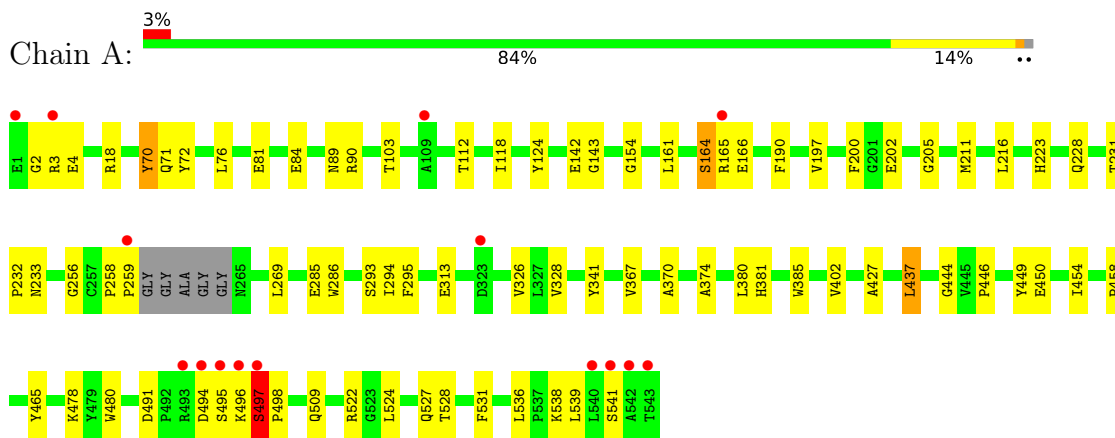 3%
Chain A:
84% 14% ••
E1 G2 R3 E4 R18 Y70 Q71 Y72 L76 E81 E84 N89 R90 T103 A109 T112 I118 Y124 E142 G143 G154 L161 S164 R165 E166 F190 V197 F200 G201 E202 G205 M211 L216 H223 Q228 T231
P232 N233 G256 C257 P258 P259 GLY GLY ALA GLY GLY N265 L269 E285 W286 S293 I294 F295 E313 D323 V326 L327 V328 Y341 V367 A370 A374 L380 H381 W385 V402 A427 L437 G444 V445 P446 Y449 E450 I454 P458
Y465 K478 Y479 W480 D491 P492 R493 D494 S495 K496 S497 P498 Q509 R522 G523 L524 Q527 T528 F531 L536 P537 K538 L539 L540 S541 A542 T543